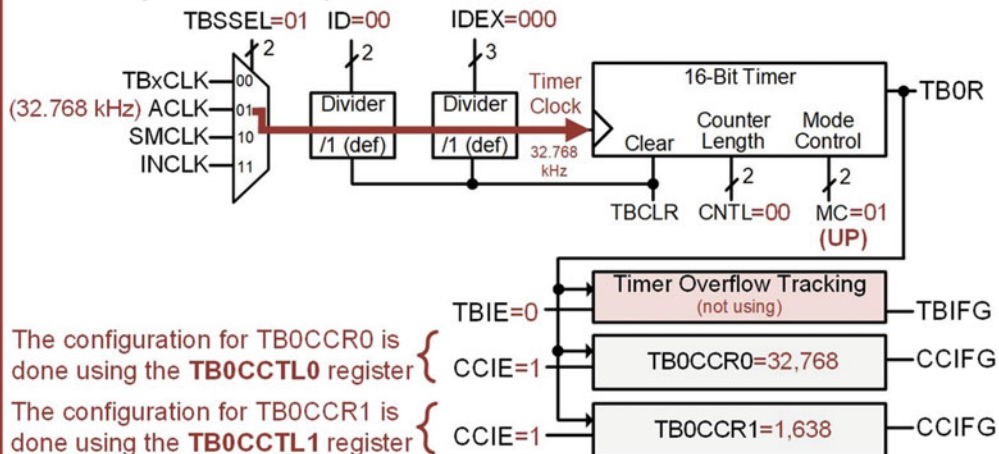 TBSSEL=01 ID=00 IDEX=000
2 2 3
TBxCLK 00
(32.768 kHz) ACLK 01
SMCLK 10
INCLK 11
Divider
/1 (def)
Divider
/1 (def)
Timer
Clock
32.768
kHz
16-Bit Timer
Clear
Counter
Length
Mode
Control
TB0R
2 2
TBCLR CNTL=00 MC=01
(UP)
Timer Overflow Tracking
(not using)
TBIE=0
TBIFG
The configuration for TB0CCR0 is
done using the TB0CCTL0 register
CCIE=1
TB0CCR0=32,768
CCIFG
The configuration for TB0CCR1 is
done using the TB0CCTL1 register
CCIE=1
TB0CCR1=1,638
CCIFG